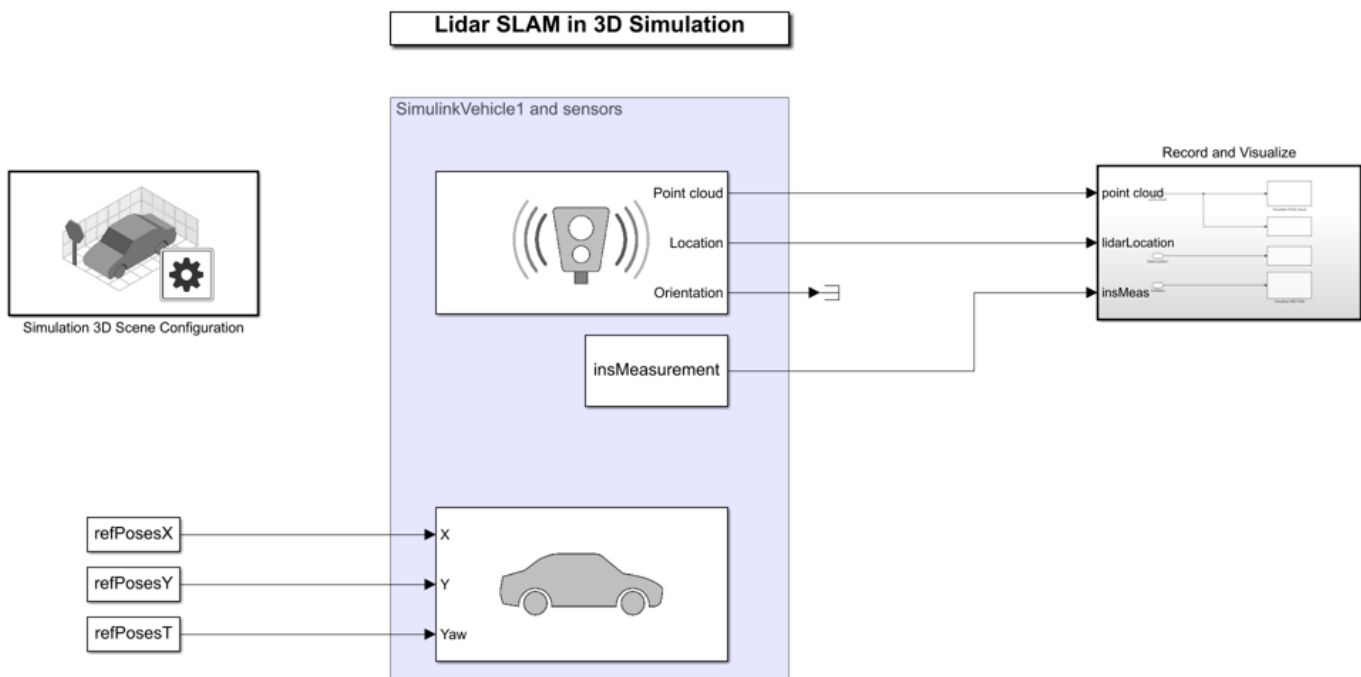 Lidar SLAM in 3D Simulation
SimulinkVehicle1 and sensors
Record and Visualize
Point cloud
Location
Orientation
point cloud
lidarLocation
insMeas
Simulation 3D Scene Configuration
insMeasurement
refPosesX
refPosesY
refPosesT
X
Y
Yaw